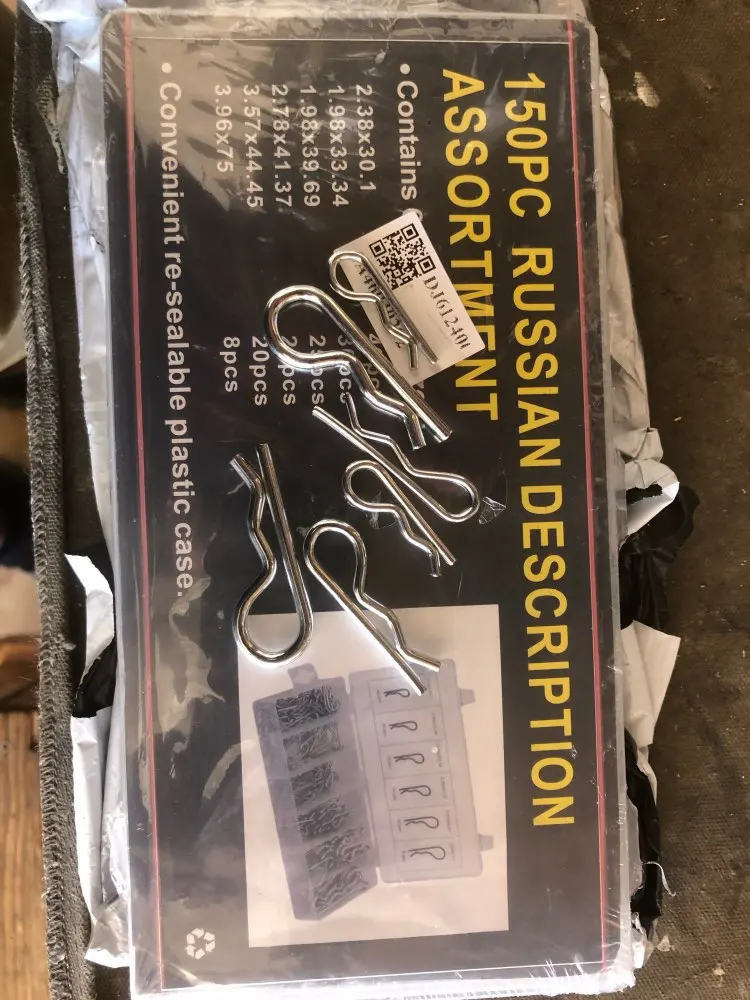 150PC RUSSIAN DESCRIPTION
ASSORTMENT
• Contains
2.38x30.1
1.98x33.34
1.98x39.69
2.78x41.37
3.57x44.45 20pcs
3.96x75 8pcs
• Convenient re-sealable plastic case.
DJ612406